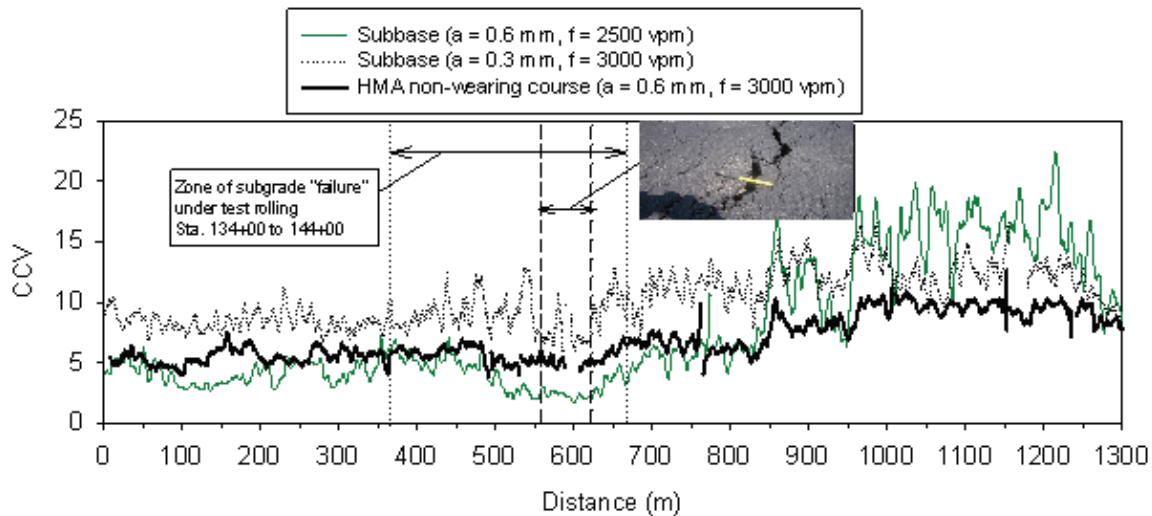 Subbase (a = 0.6 mm, f = 2500 vpm)
Subbase (a = 0.3 mm, f = 3000 vpm)
HMA non-wearing course (a = 0.6 mm, f = 3000 vpm)
25
20
15
10
5
0
CCV
Zone of subgrade "failure"
under test rolling
Sta. 134+00 to 144+00
0 100 200 300 400 500 600 700 800 900 1000 1100 1200 1300
Distance (m)